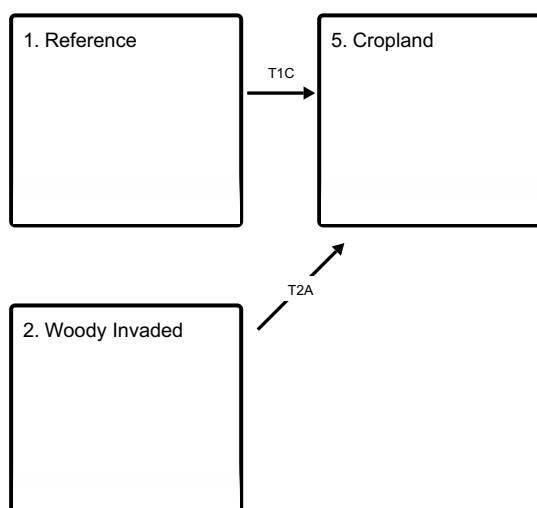 1. Reference
T1C
5. Cropland
T2A
2. Woody Invaded